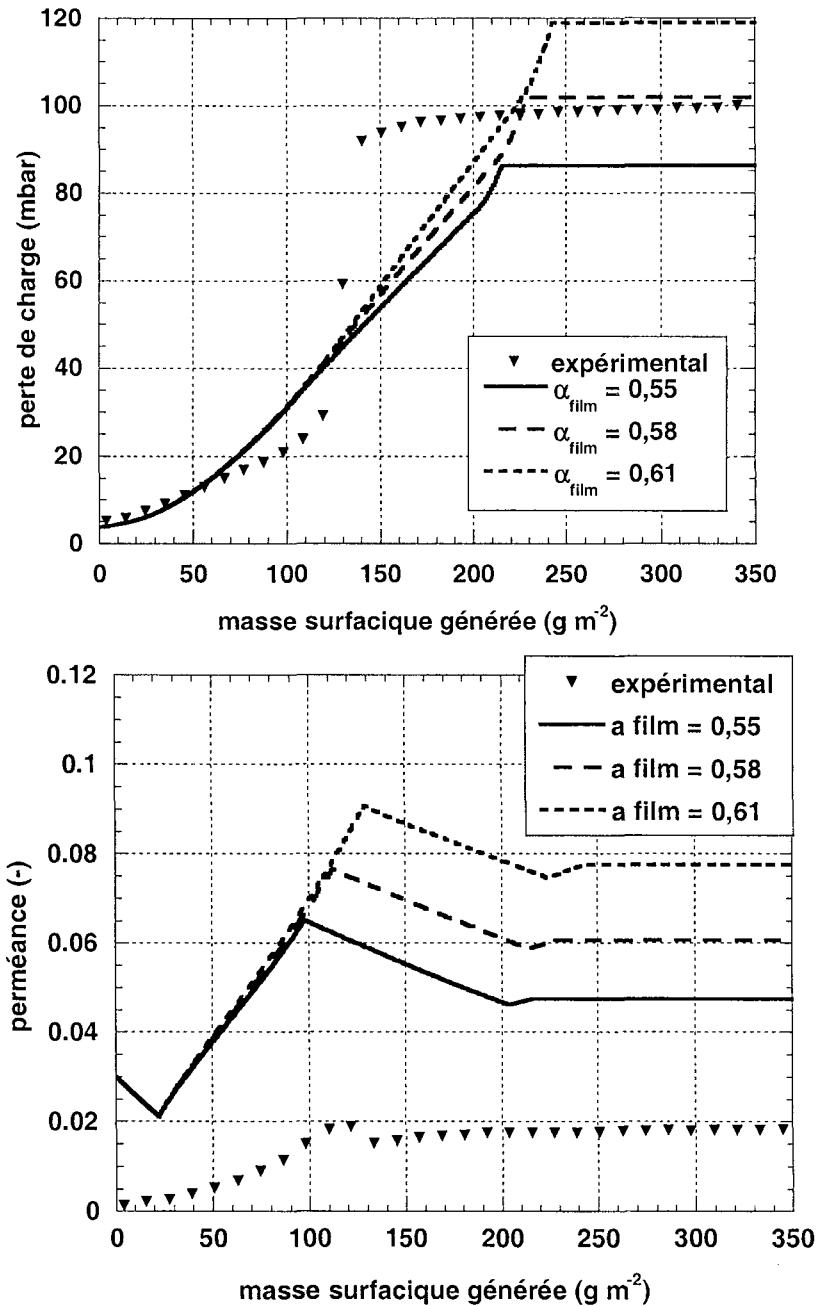 120
100
80
60
40
20
0
perte de charge (mbar)
expérimental
α film = 0,55
α film = 0,58
α film = 0,61
0 50 100 150 200 250 300 350
masse surfacique générée (g m-2)
0.12
0.1
0.08
0.06
0.04
0.02
0
perméance (-)
expérimental
a film = 0,55
a film = 0,58
a film = 0,61
0 50 100 150 200 250 300 350
masse surfacique générée (g m-2)